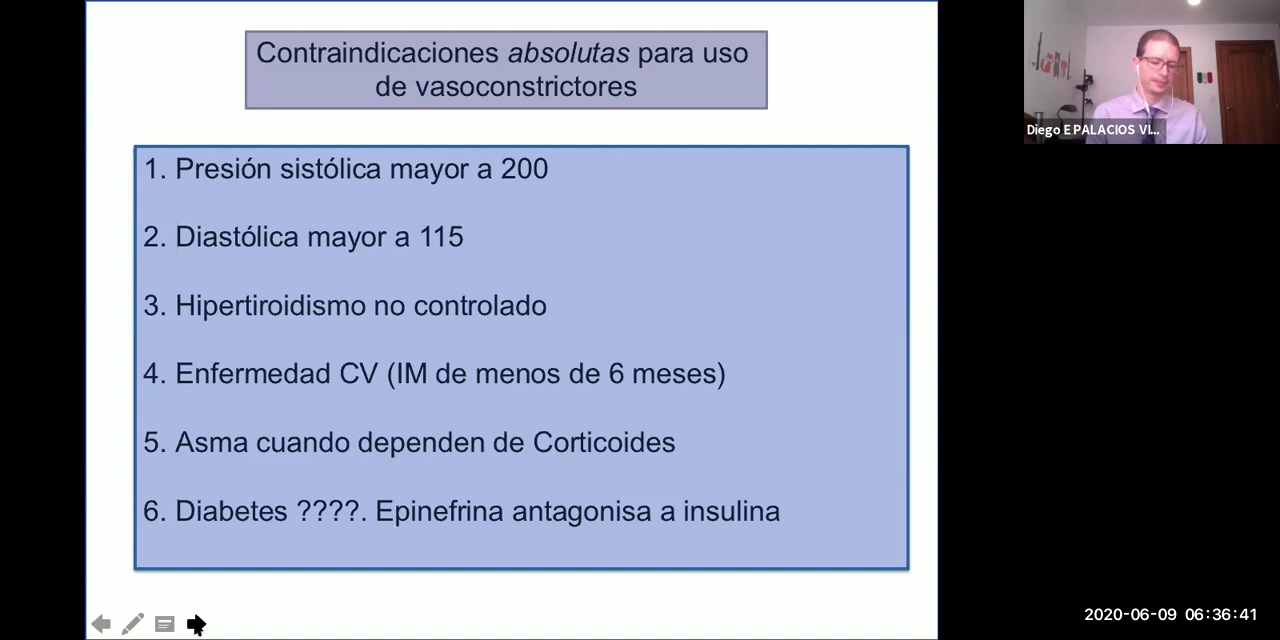 Contraindicaciones absolutas para uso
de vasoconstrictores
1. Presión sistólica mayor a 200
2. Diastólica mayor a 115
3. Hipertiroidismo no controlado
4. Enfermedad CV (IM de menos de 6 meses)
5. Asma cuando dependen de Corticoides
6. Diabetes ????. Epinefrina antagonisa a insulina
Diego E PALACIOS VI...
2020-06-09 06:36:41